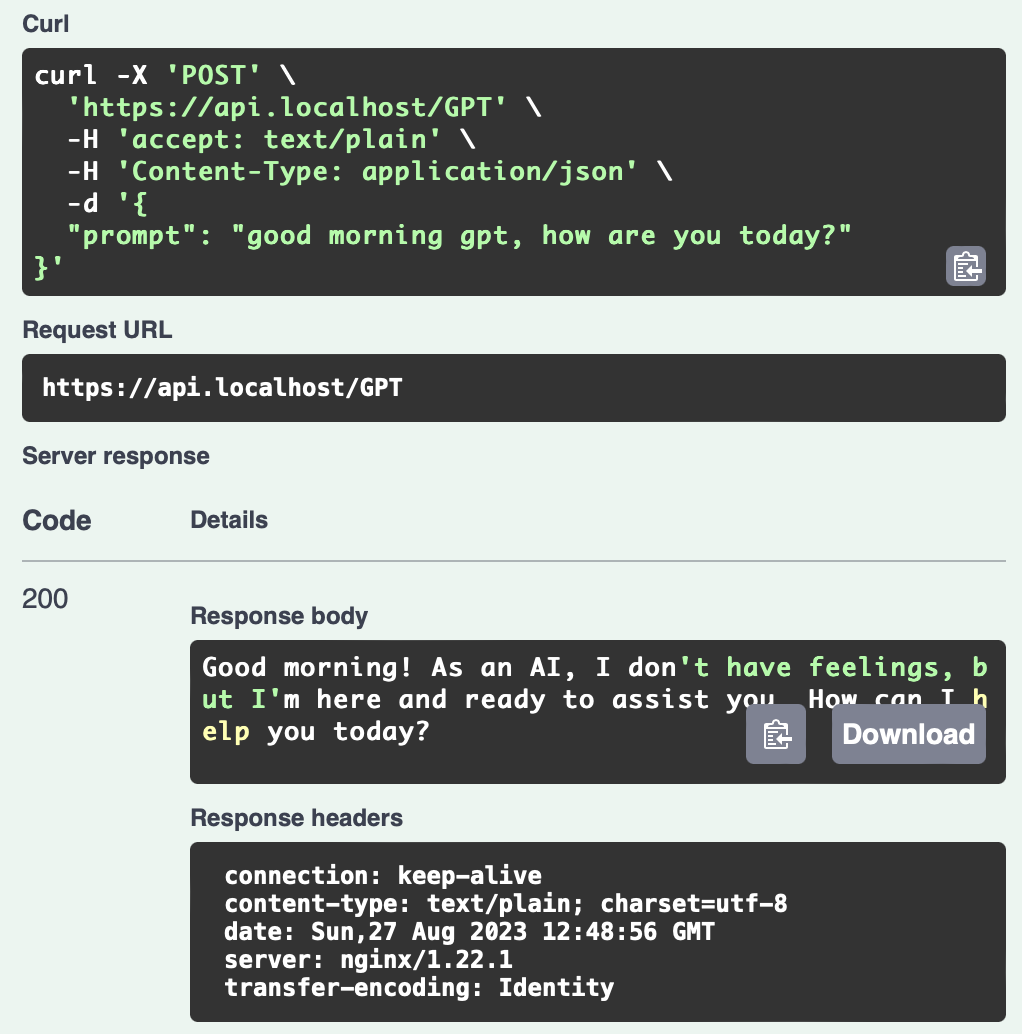 Curl
curl -X 'POST' \
'https://api.localhost/GPT' \
-H 'accept: text/plain' \
-H 'Content-Type: application/json' \
-d '{
"prompt": "good morning gpt, how are you today?"
}'
Request URL
https://api.localhost/GPT
Server response
Code Details
200
Response body
Good morning! As an AI, I don't have feelings, b
ut I'm here and ready to assist you. How can I h
elp you today?
Download
Response headers
connection: keep-alive
content-type: text/plain; charset=utf-8
date: Sun,27 Aug 2023 12:48:56 GMT
server: nginx/1.22.1
transfer-encoding: Identity